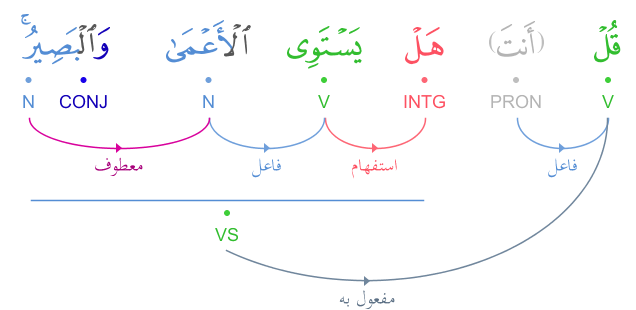 قُلْ (أَنتَ) هَلْ يَسْتَوِى ٱلْأَعْمَىٰ وَٱلْبَصِيرُ ۚ
V PRON INTG V N CONJ N
فاعل استفهام فاعل معطوف
VS
مفعول به